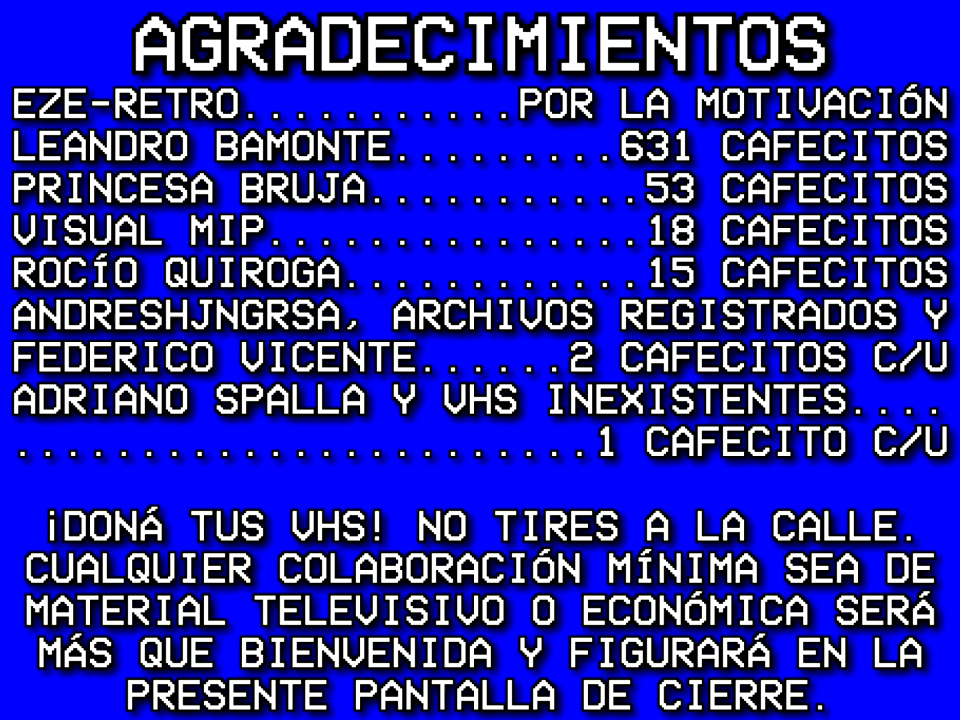 AGRADECIMIENTOS
EZE-RETRO...........POR LA MOTIVACIÓN
LEANDRO BAMONTE.........631 CAFECITOS
PRINCESA BRUJA...........53 CAFECITOS
VISUAL MIP...............18 CAFECITOS
ROCÍO QUIROGA............15 CAFECITOS
ANDRESHJNGRSA, ARCHIVOS REGISTRADOS Y
FEDERICO VICENTE......2 CAFECITOS C/U
ADRIANO SPALLA Y VHS INEXISTENTES....
.......................1 CAFECITO C/U
¡DONÁ TUS VHS! NO TIRES A LA CALLE.
CUALQUIER COLABORACIÓN MÍNIMA SEA DE
MATERIAL TELEVISIVO O ECONÓMICA SERÁ
MÁS QUE BIENVENIDA Y FIGURARÁ EN LA
PRESENTE PANTALLA DE CIERRE.